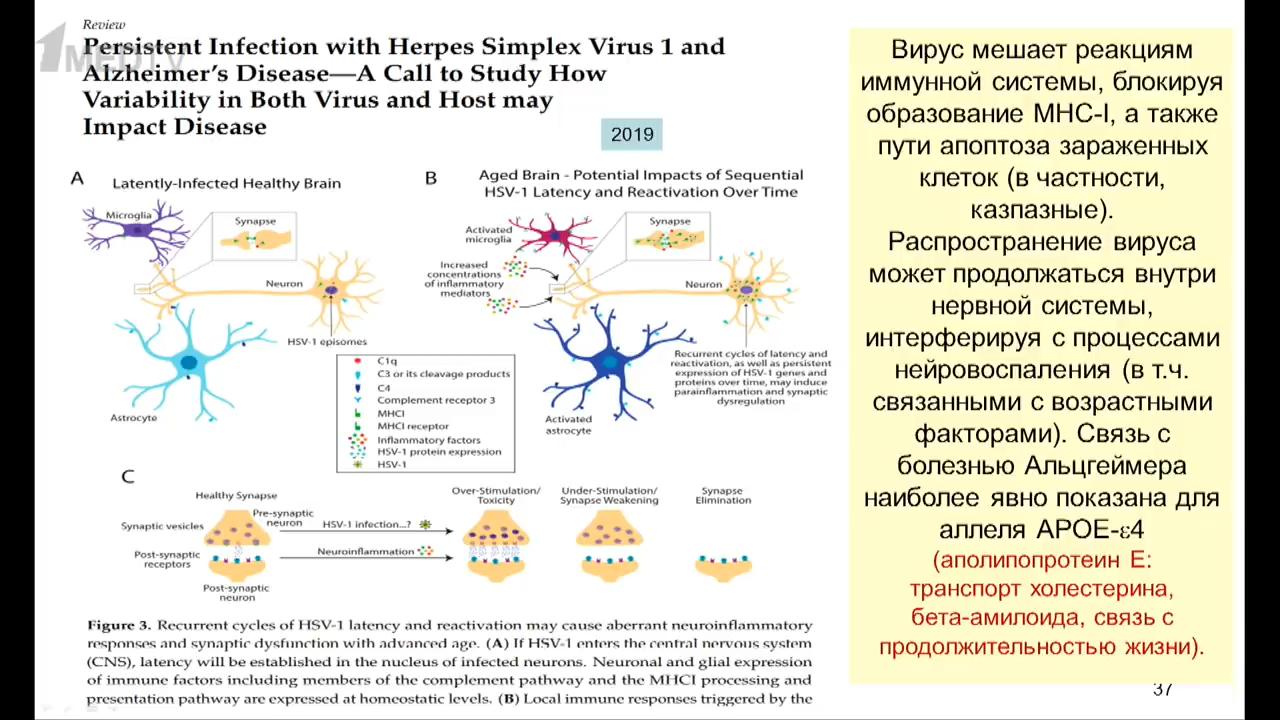 Review
1MEDTV
Persistent Infection with Herpes Simplex Virus 1 and
Alzheimer's Disease—A Call to Study How
Variability in Both Virus and Host may
Impact Disease
2019
A
Latently-Infected Healthy Brain
Microglia
Synapse
Neuron
HSV-1 episomes
Astrocyte
B
Aged Brain - Potential Impacts of Sequential
HSV-1 Latency and Reactivation Over Time
Activated
microglia
Synapse
Increased
concentrations
of inflammatory
mediators
Neuron
Recurrent cycles of latency and
reactivation, as well as persistent
expression of HSV-1 genes and
proteins over time, may induce
parainflammation and synaptic
dysregulation
Activated
astrocyte
C1q
C3 or its cleavage products
C4
Complement receptor 3
MHCI
MHCI receptor
Inflammatory factors
HSV-1 protein expression
HSV-1
C
Healthy Synapse
Pre-synaptic
neuron
Synaptic vesicles
Post-synaptic
receptors
Post-synaptic
neuron
HSV-1 infection...?
Neuroinflammation
Over-Stimulation/
Toxicity
Under-Stimulation/
Synapse Weakening
Synapse
Elimination
Figure 3. Recurrent cycles of HSV-1 latency and reactivation may cause aberrant neuroinflammatory
responses and synaptic dysfunction with advanced age. (A) If HSV-1 enters the central nervous system
(CNS), latency will be established in the nucleus of infected neurons. Neuronal and glial expression
of immune factors including members of the complement pathway and the MHCI processing and
presentation pathway are expressed at homeostatic levels. (B) Local immune responses triggered by the
Вирус мешает реакциям
иммунной системы, блокируя
образование MHC-I, а также
пути апоптоза зараженных
клеток (в частности,
казпазные).
Распространение вируса
может продолжаться внутри
нервной системы,
интерферируя с процессами
нейровоспаления (в т.ч.
связанными с возрастными
факторами). Связь с
болезнью Альцгеймера
наиболее явно показана для
аллеля APOE-ε4
(аполипопротеин E:
транспорт холестерина,
бета-амилоида, связь с
продолжительностью жизни).
37